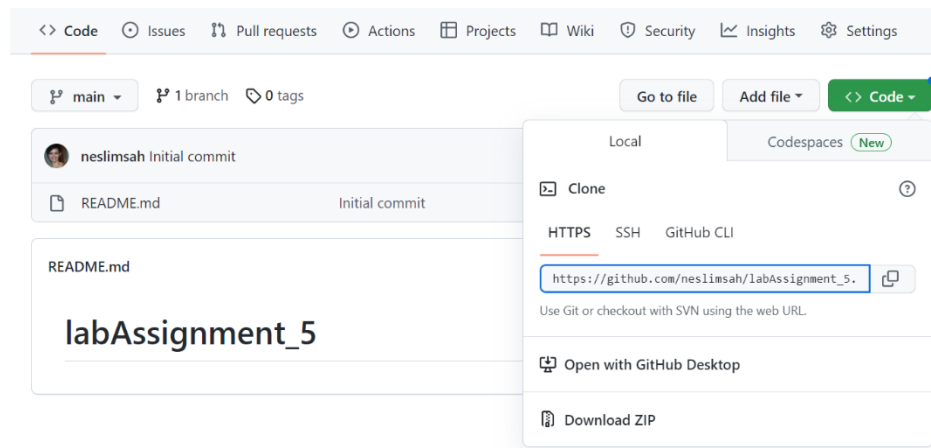 <> Code Issues Pull requests Actions Projects Wiki Security Insights Settings
main 1 branch 0 tags Go to file Add file <> Code
neslimsah Initial commit
README.md Initial commit
README.md
labAssignment_5
Local Codespaces New
Clone
HTTPS SSH GitHub CLI
https://github.com/neslimsah/labAssignment_5.
Use Git or checkout with SVN using the web URL.
Open with GitHub Desktop
Download ZIP